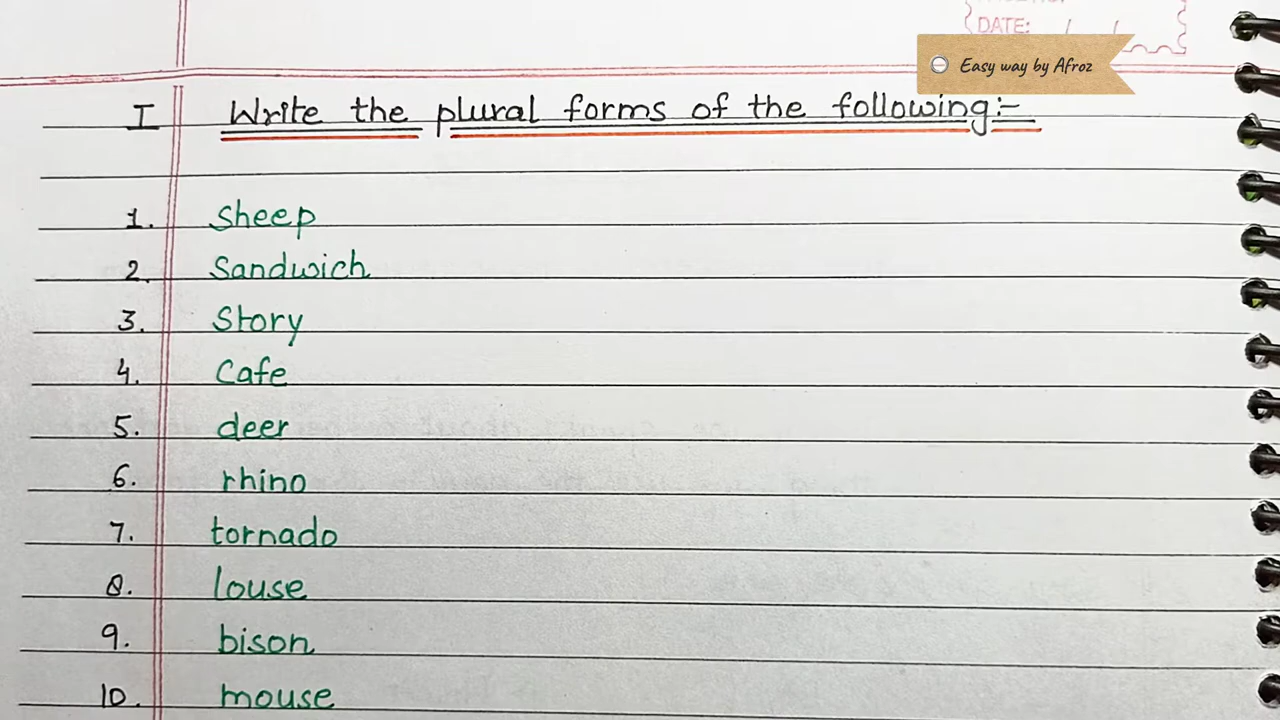 DATE: / /
Easy way by Afroz
I Write the plural forms of the following:-
1. Sheep
2. Sandwich
3. Story
4. Cafe
5. deer
6. rhino
7. tornado
8. louse
9. bison
10. mouse